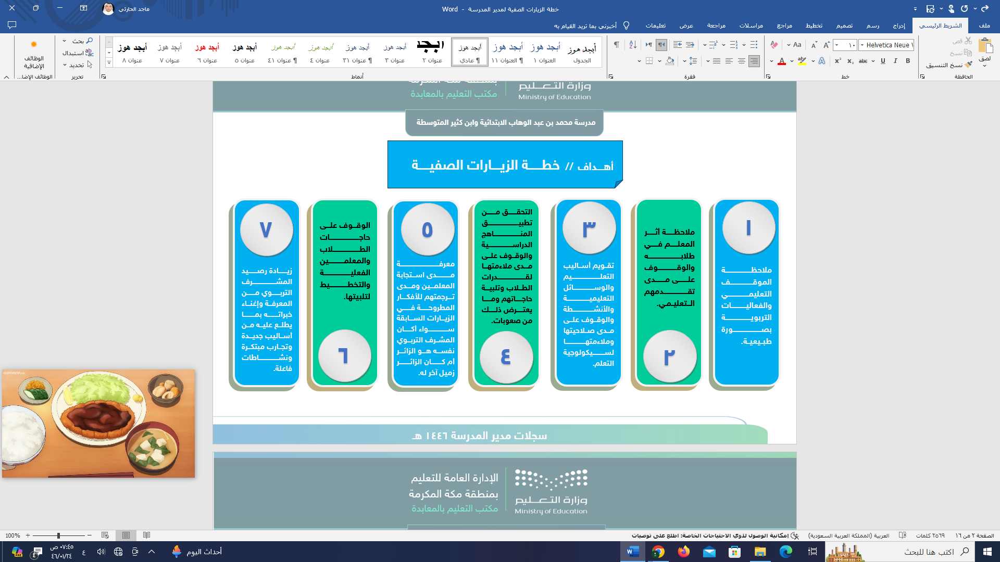 ماجد الحارثي
خطة الزيارات الصفية لمدير المدرسة - Word
ملف
الشريط الرئيسي
إدراج
رسم
تصميم
تخطيط
مراجع
مراسلات
مراجعة
عرض
تعليمات
أخبرني بما تريد القيام به
لصق
قص
نسخ
نسخ التنسيق
الحافظة
Helvetica Neue
١٠
خط
فقرة
أبجد هوز
الجدول
أبجد هوز
العنوان ١
أبجد هوز
¶ العنوان ١١
أبجد هوز
¶ عادي
أبجد
عنوان ٢
أبجد هوز
عنوان ٣
أبجد هوز
¶ عنوان ٣١
أبجد هوز
عنوان ٤
أبجد هوز
¶ عنوان ٤١
أبجد هوز
عنوان ٥
أبجد هوز
عنوان ٦
أبجد هوز
عنوان ٧
أبجد هوز
عنوان ٨
أنماط
بحث
استبدال
تحديد
تحرير
الوظائف
الإضافية
الوظائف الإضا...
بمنطقة مكة المكرمة
وزارة التعليم
Ministry of Education
مكتب التعليم بالمعابدة
مدرسة محمد بن عبد الوهاب الابتدائية وابن كثير المتوسطة
أهداف // خطة الزيارات الصفية
١
ملاحظة
الموقف
التعليمي
والفعاليات
التربوية
بصورة
طبيعية.
ملاحظة أثر
المعلم في
طلابه
والوقوف
على مدى
تقدمهم
التعليمي.
٢
٣
تقويم أساليب
التعليم
والوسائل
التعليمية
والأنشطة
والوقوف على
مدى صلاحيتها
وملاءمتها
لسيكولوجية
التعلم.
التحقق من
تطبيق
المناهج
الدراسية
والوقوف على
مدى ملاءمتها
لقدرات
الطلاب وتلبية
حاجاتهم وما
يعترض ذلك
من صعوبات.
٤
٥
معرفة
مدى استجابة
المعلمين ومدى
ترجمتهم للأفكار
المطروحة في
الزيارات السابقة
سواء أكان
المشرف التربوي
نفسه هو الزائر
أم كان الزائر
زميل آخر له.
الوقوف على
حاجات
الطلاب
والمعلمين
الفعلية
والتخطيط
لتلبيتها.
٦
٧
زيادة رصيد
المشرف
التربوي من
المعرفة وإغناء
خبراته بما
يطلع عليه من
أساليب جديدة
وتجارب مبتكرة
ونشاطات
فاعلة.
سجلات مدير المدرسة ١٤٤٦ هـ
الإدارة العامة للتعليم
بمنطقة مكة المكرمة
مكتب التعليم بالمعابدة
وزارة التعليم
Ministry of Education
الصفحة ٢ من ١٦
٢٥٦٩ كلمات
العربية (المملكة العربية السعودية)
إمكانية الوصول لذوي الاحتياجات الخاصة: اطلع على توصيات
100%
اكتب هنا للبحث
أحداث اليوم
ع
٠٧:٤٥ ص
٤٦/٠١/٢٤